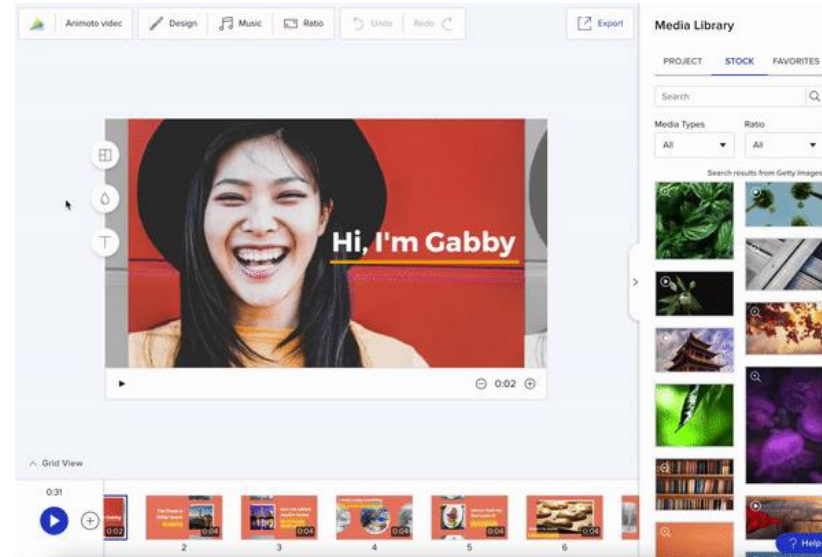 Animoto videc
Design
Music
Ratio
Undo
Redo
Export
Media Library
PROJECT STOCK FAVORITES
Search
Media Types Ratio
All All
Search results from Getty Images
Hi, I'm Gabby
0:02
Grid View
0:31
0:02
0:04
0:04
0:04
0:04
0:04
2 3 4 5 6
? Help